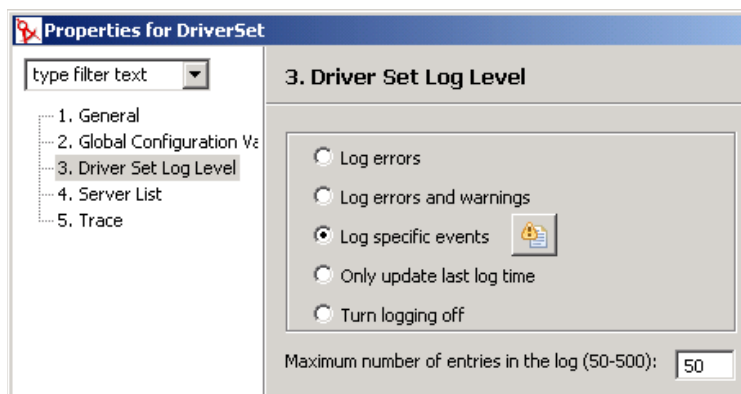 Properties for DriverSet
type filter text
3. Driver Set Log Level
1. General
2. Global Configuration Va
3. Driver Set Log Level
4. Server List
5. Trace
Log errors
Log errors and warnings
Log specific events
Only update last log time
Turn logging off
Maximum number of entries in the log (50-500): 50